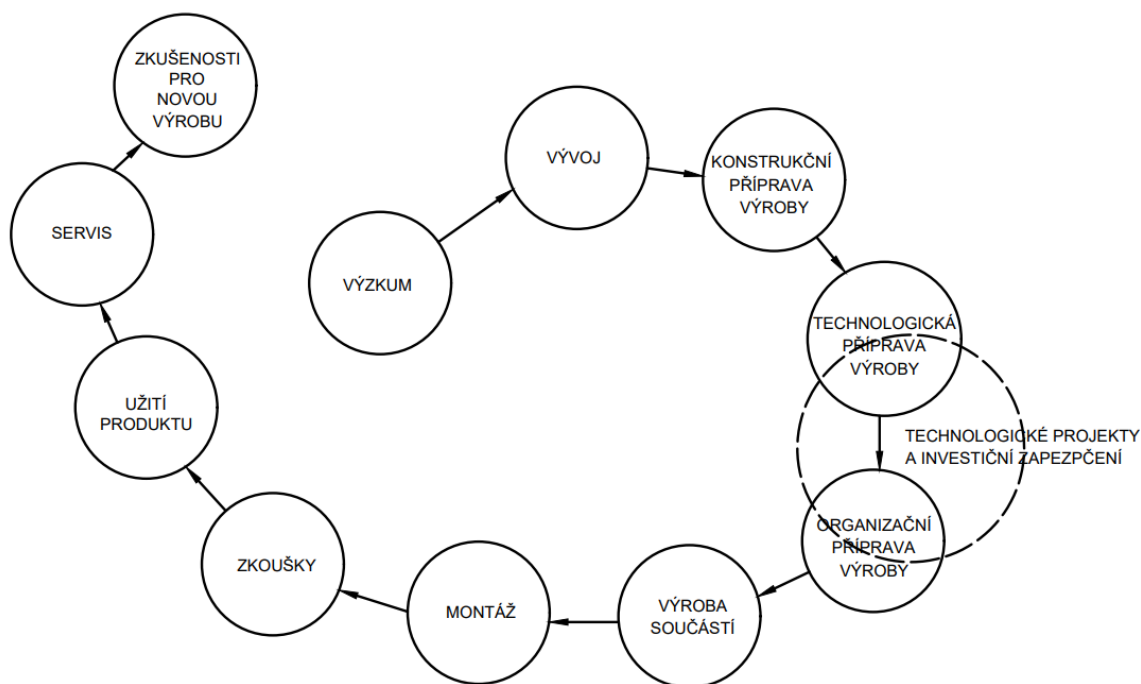 ZKUŠENOSTI
PRO
NOVOU
VÝROBU
SERVIS
UŽITÍ
PRODUKTU
ZKOUŠKY
MONTÁŽ
VÝROBA
SOUČÁSTÍ
VÝZKUM
VÝVOJ
KONSTRUKČNÍ
PŘÍPRAVA
VÝROBY
TECHNOLOGICKÁ
PŘÍPRAVA
VÝROBY
TECHNOLOGICKÉ PROJEKTY
A INVESTIČNÍ ZAPEZPČENÍ
ORGANIZAČNÍ
PŘÍPRAVA
VÝROBY